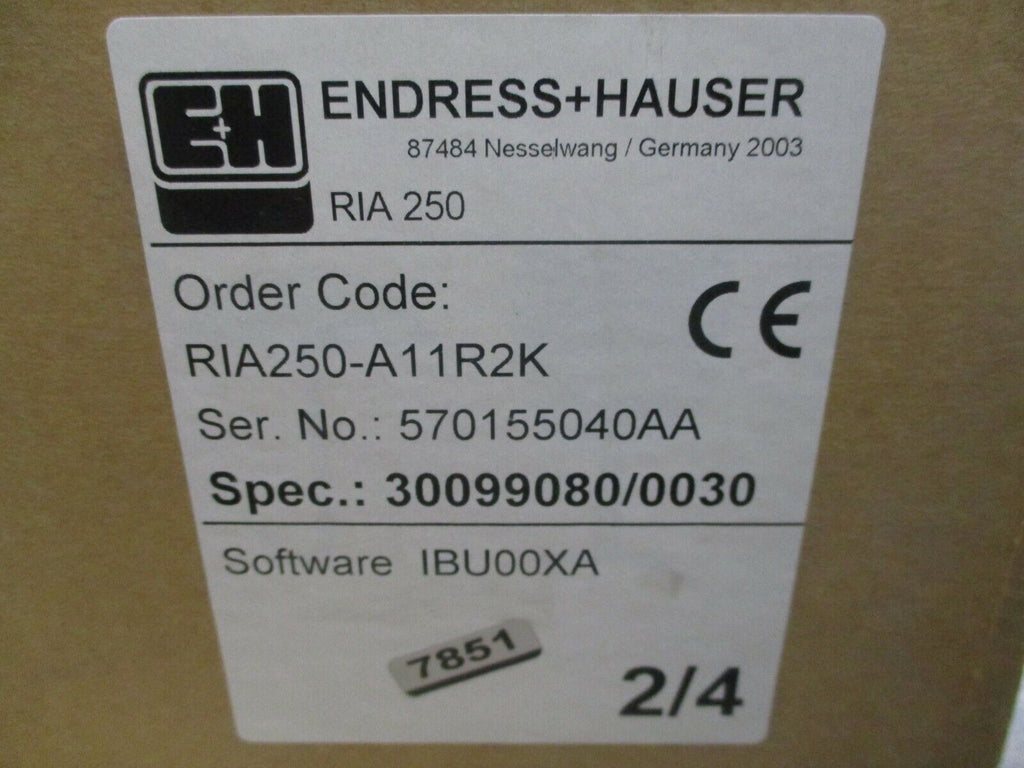 E+H
ENDRESS+HAUSER
87484 Nesselwang / Germany 2003
RIA 250
Order Code:
CE
RIA250-A11R2K
Ser. No.: 570155040AA
Spec.: 30099080/0030
Software IBU00XA
7851
2/4